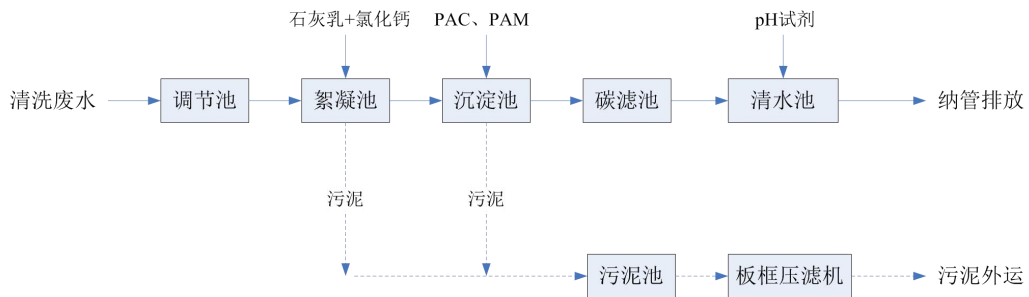 石灰乳+氯化钙
PAC、PAM
pH试剂
清洗废水
调节池
絮凝池
沉淀池
碳滤池
清水池
纳管排放
污泥
污泥
污泥池
板框压滤机
污泥外运